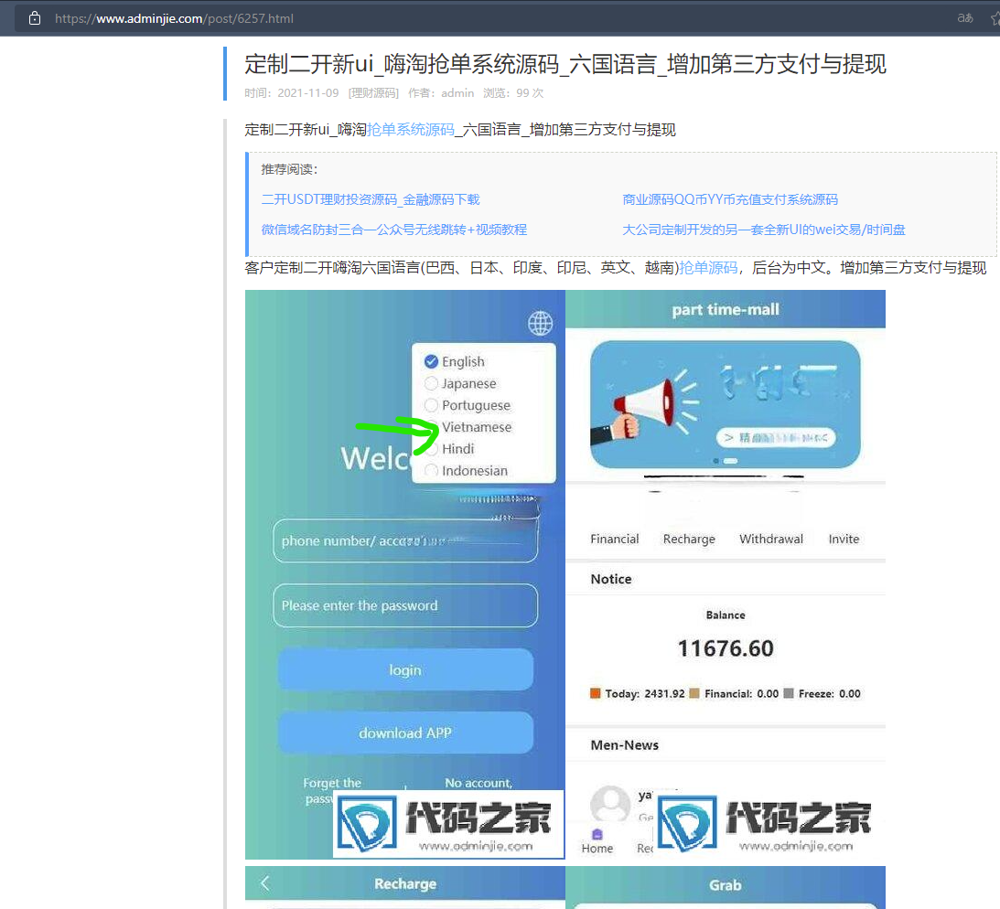 https://www.adminjie.com/post/6257.html
定制二开新ui_嗨淘抢单系统源码_六国语言_增加第三方支付与提现
时间：2021-11-09 [理财源码] 作者：admin 浏览：99 次
定制二开新ui_嗨淘抢单系统源码_六国语言_增加第三方支付与提现
推荐阅读：
二开USDT理财投资源码_金融源码下载
商业源码QQ币YY币充值支付系统源码
微信域名防封三合一公众号无线跳转+视频教程
大公司定制开发的另一套全新UI的wei交易/时间盘
客户定制二开嗨淘六国语言(巴西、日本、印度、印尼、英文、越南)抢单源码，后台为中文。增加第三方支付与提现
English
Japanese
Portuguese
Vietnamese
Hindi
Indonesian
phone number/
Please enter the password
login
download APP
Forget the
No account,
代码之家
www.adminjie.com
part time-mall
Financial Recharge Withdrawal Invite
Notice
Balance
11676.60
Today: 2431.92 Financial: 0.00 Freeze: 0.00
Men-News
Home
代码之家
www.adminjie.com
Recharge
Grab